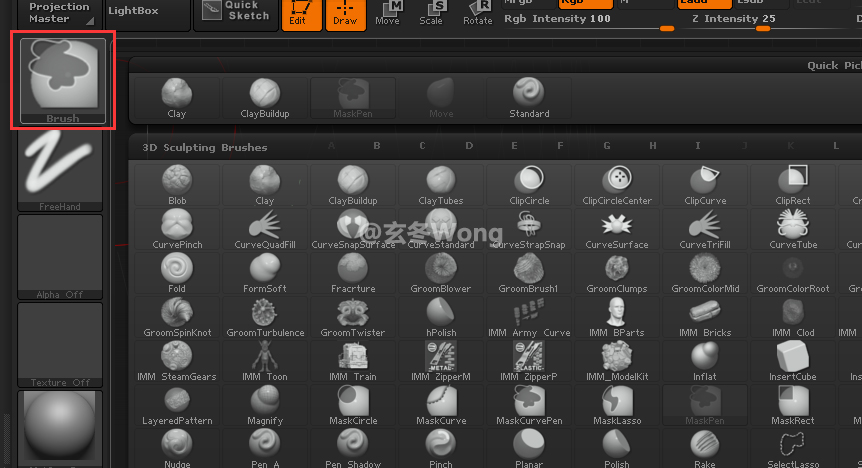 Projection
Master
LightBox
Quick
Sketch
Edit
Draw
Move
Scale
Rotate
Mrgb
Rgb
M
Zadd
Zsub
Zcut
Rgb Intensity 100
Z Intensity 25
Brush
FreeHand
Alpha Off
Texture Off
Quick Pic
Clay ClayBuildup MaskPen Move Standard
3D Sculpting Brushes A B C D E F G H I J K L
Blob Clay ClayBuildup ClayTubes ClipCircle ClipCircleCenter ClipCurve ClipRect
CurvePinch CurveQuadFill CurveSnapSurface CurveStandard CurveStrapSnap CurveSurface CurveTriFill CurveTube
@玄冬Wong
Fold FormSoft Fracrture GroomBlower GroomBrush1 GroomClumps GroomColorMid GroomColorRoot
GroomSpinKnot GroomTurbulence GroomTwister hPolish IMM Army Curve IMM BParts IMM Bricks IMM Clod
IMM SteamGears IMM Toon IMM Train IMM ZipperM IMM ZipperP IMM_ModelKit Inflat InsertCube
METAL
PLASTIC
LayeredPattern Magnify MaskCircle MaskCurve MaskCurvePen MaskLasso MaskPen MaskRect
Nudge Pen A Pen Shadow Pinch Planar Polish Rake SelectLasso